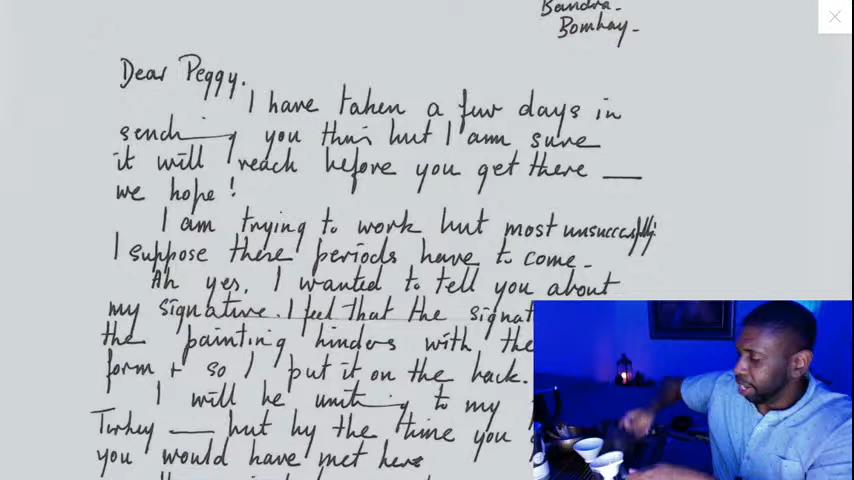 Bandra-
Bombay-
Dear Peggy.
I have taken a few days in
sending you this but I am sure
it will reach before you get there —
we hope!
I am trying to work but most unsuccessfully.
I suppose these periods have to come-
Ah yes, I wanted to tell you about
my signature. I feel that the
the painting hinders with the
form + so I put it on the back.
I will be writing to my
Turkey — but by the time you
you would have met here